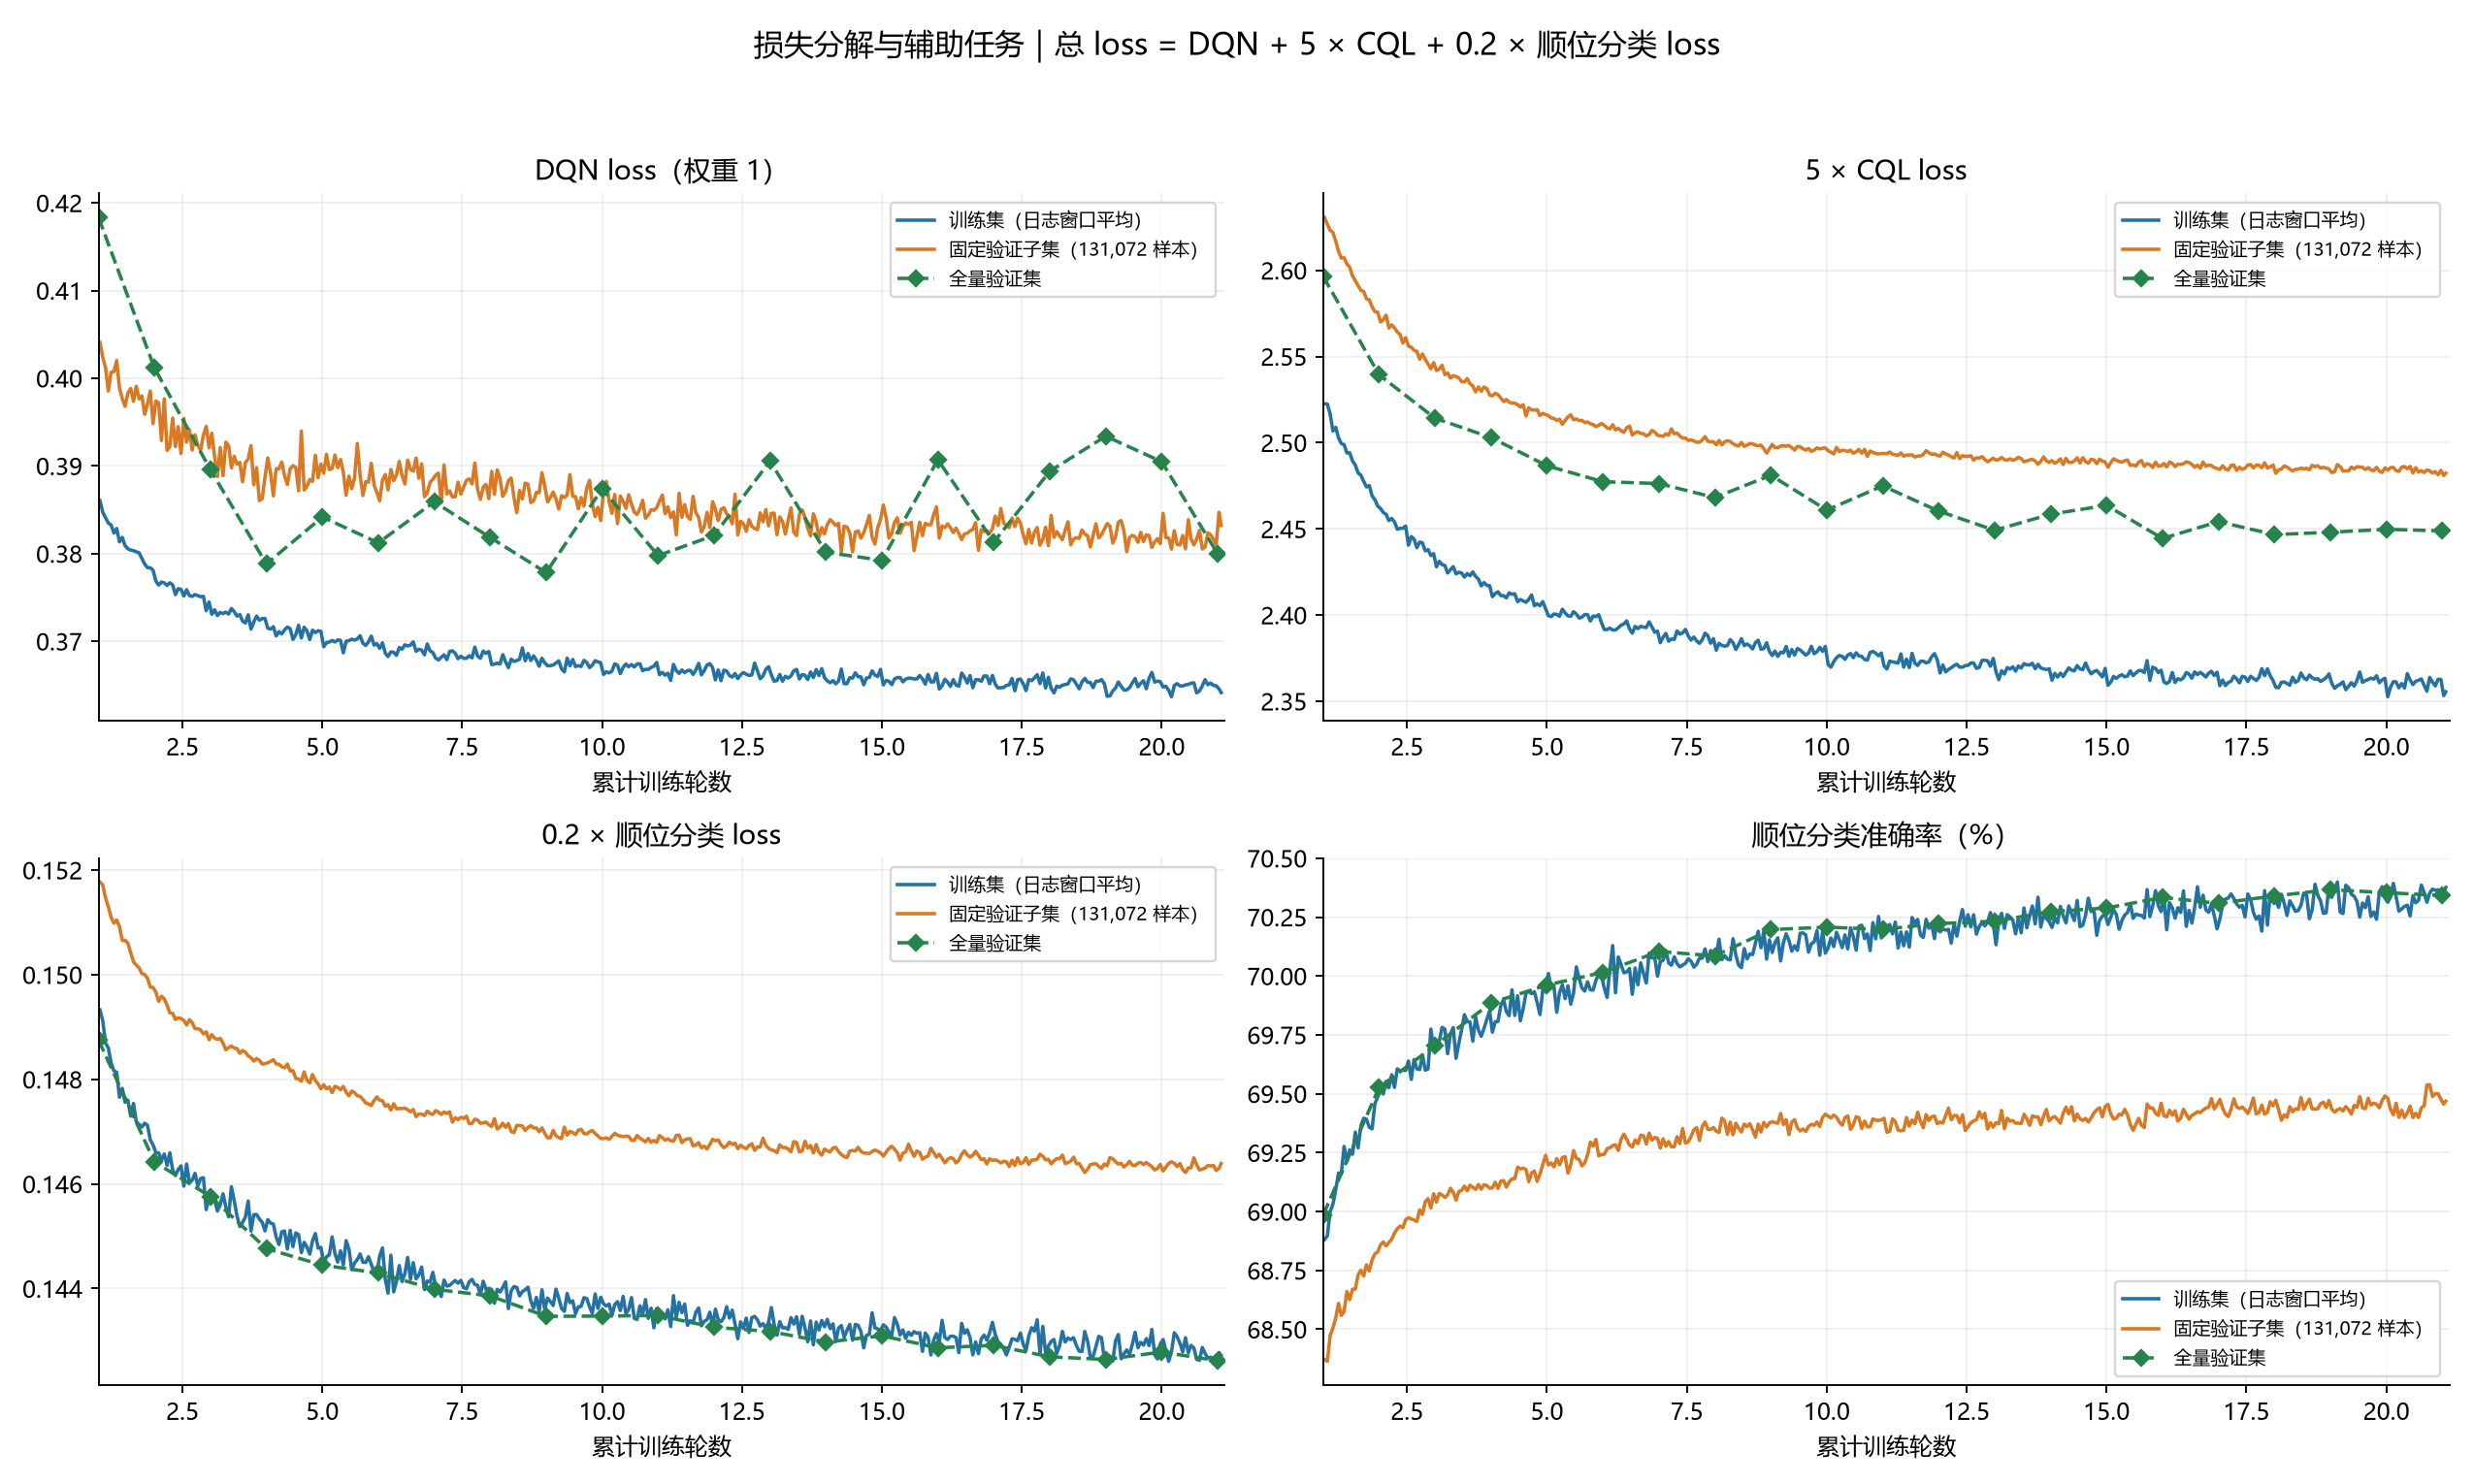 损失分解与辅助任务 | 总 loss = DQN + 5 × CQL + 0.2 × 顺位分类 loss
DQN loss（权重 1）
0.42
0.41
0.40
0.39
0.38
0.37
训练集（日志窗口平均）
固定验证子集（131,072 样本）
全量验证集
2.5 5.0 7.5 10.0 12.5 15.0 17.5 20.0
累计训练轮数
5 × CQL loss
2.60
2.55
2.50
2.45
2.40
2.35
训练集（日志窗口平均）
固定验证子集（131,072 样本）
全量验证集
2.5 5.0 7.5 10.0 12.5 15.0 17.5 20.0
累计训练轮数
0.2 × 顺位分类 loss
0.152
0.150
0.148
0.146
0.144
训练集（日志窗口平均）
固定验证子集（131,072 样本）
全量验证集
2.5 5.0 7.5 10.0 12.5 15.0 17.5 20.0
累计训练轮数
顺位分类准确率（%）
70.50
70.25
70.00
69.75
69.50
69.25
69.00
68.75
68.50
训练集（日志窗口平均）
固定验证子集（131,072 样本）
全量验证集
2.5 5.0 7.5 10.0 12.5 15.0 17.5 20.0
累计训练轮数